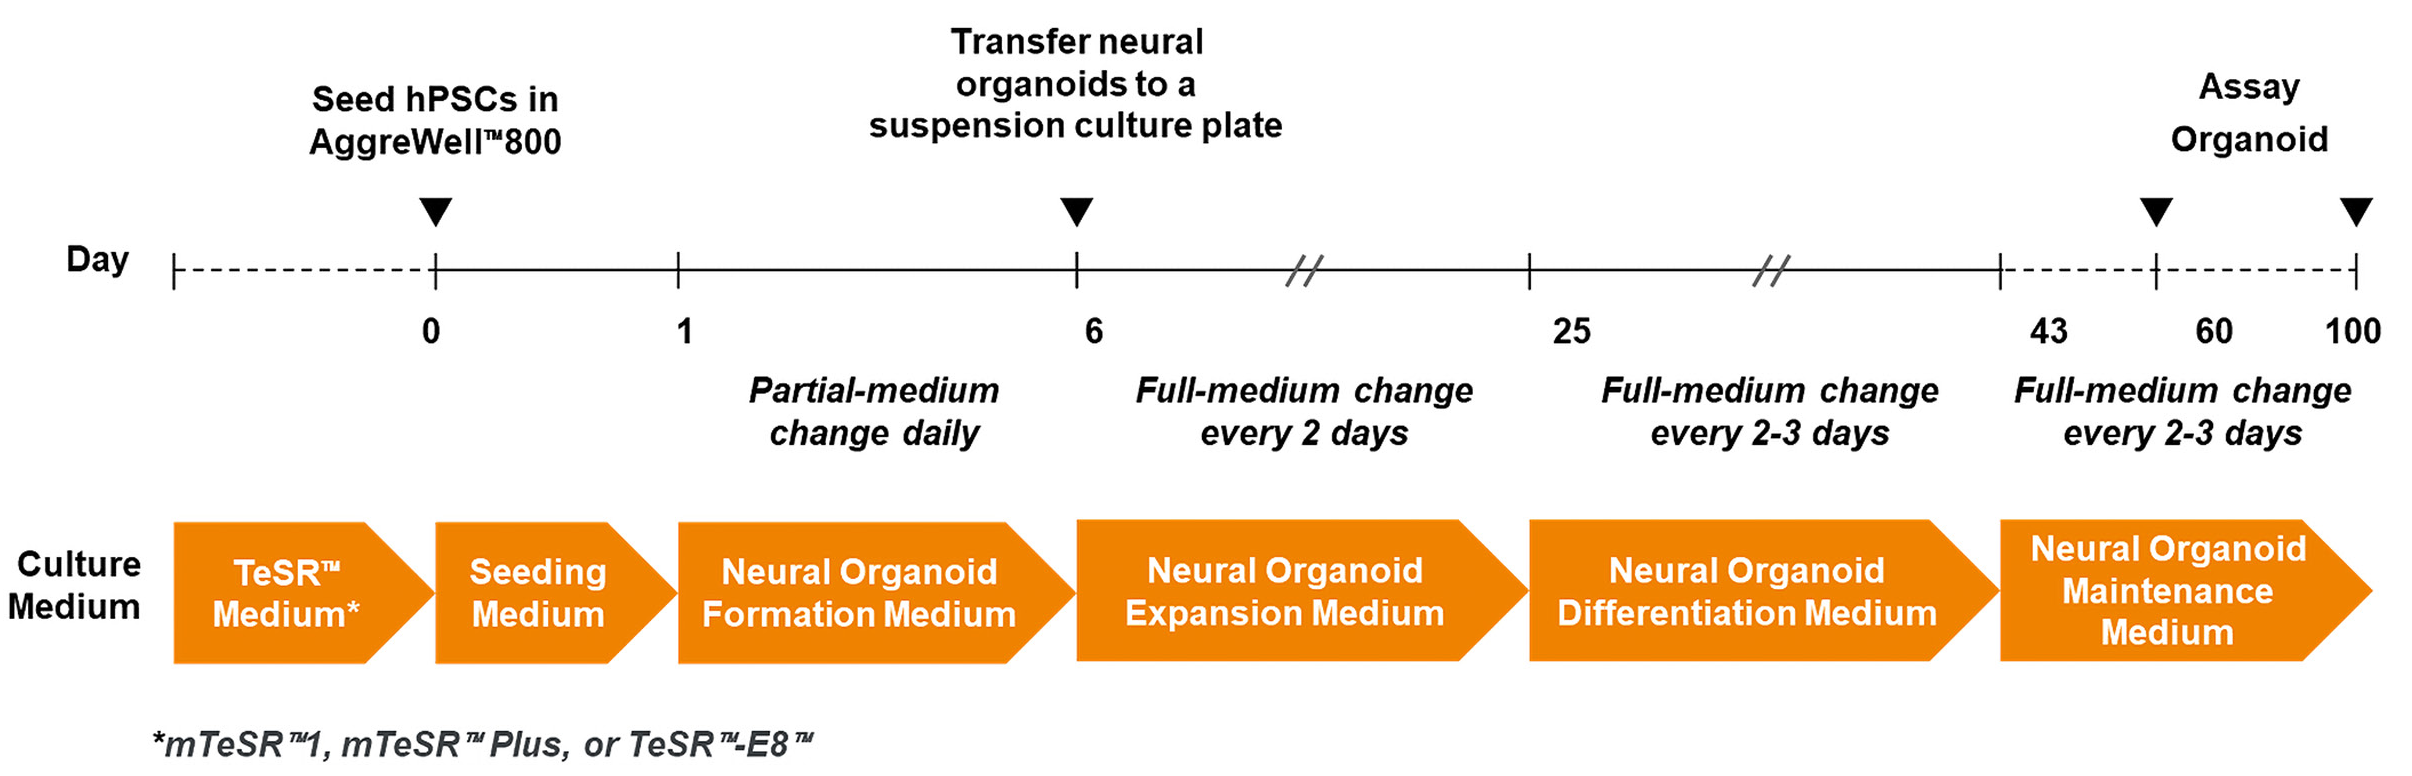 Transfer neural
organoids to a
suspension culture plate
Seed hPSCs in
AggreWell™800
Assay
Organoid
Day
0 1 6 25 43 60 100
Partial-medium
change daily
Full-medium change
every 2 days
Full-medium change
every 2-3 days
Full-medium change
every 2-3 days
Culture
Medium
TeSR™
Medium*
Seeding
Medium
Neural Organoid
Formation Medium
Neural Organoid
Expansion Medium
Neural Organoid
Differentiation Medium
Neural Organoid
Maintenance
Medium
*mTeSR™1, mTeSR™ Plus, or TeSR™-E8™